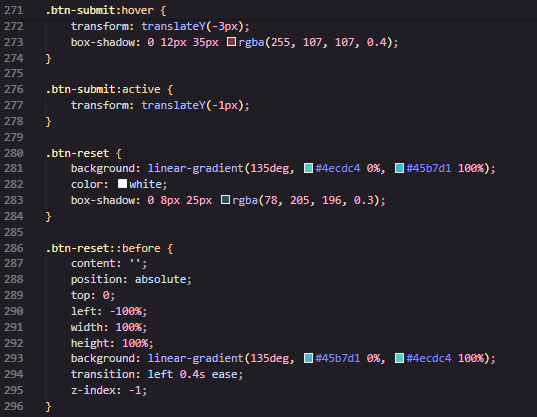 271 .btn-submit:hover {
272 transform: translateY(-3px);
273 box-shadow: 0 12px 35px rgba(255, 107, 107, 0.4);
274 }
275
276 .btn-submit:active {
277 transform: translateY(-1px);
278 }
279
280 .btn-reset {
281 background: linear-gradient(135deg, #4ecdc4 0%, #45b7d1 100%);
282 color: white;
283 box-shadow: 0 8px 25px rgba(78, 205, 196, 0.3);
284 }
285
286 .btn-reset::before {
287 content: '';
288 position: absolute;
289 top: 0;
290 left: -100%;
291 width: 100%;
292 height: 100%;
293 background: linear-gradient(135deg, #45b7d1 0%, #4ecdc4 100%);
294 transition: left 0.4s ease;
295 z-index: -1;
296 }